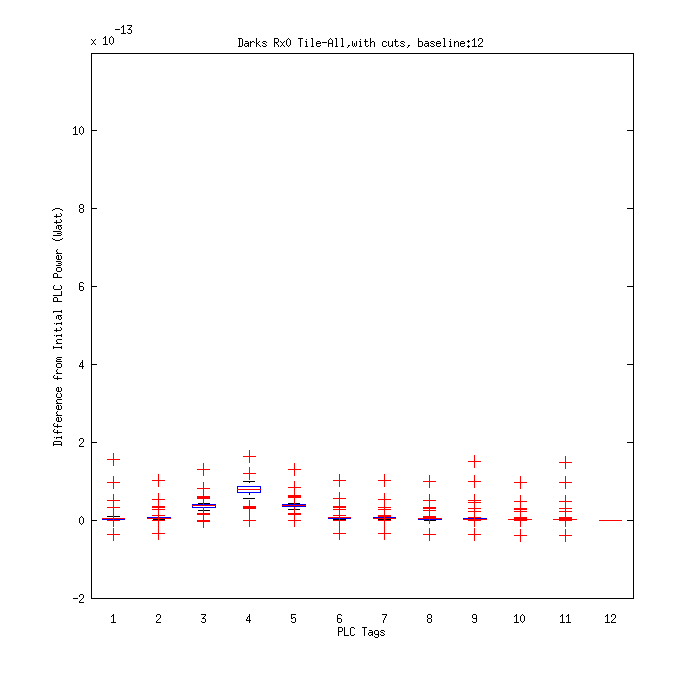 x 10-13
Darks Rx0 Tile-All,with cuts, baseline:12
Difference from Initial PLC Power (Watt)
10
8
6
4
2
0
-2
1 2 3 4 5 6 7 8 9 10 11 12
PLC Tags